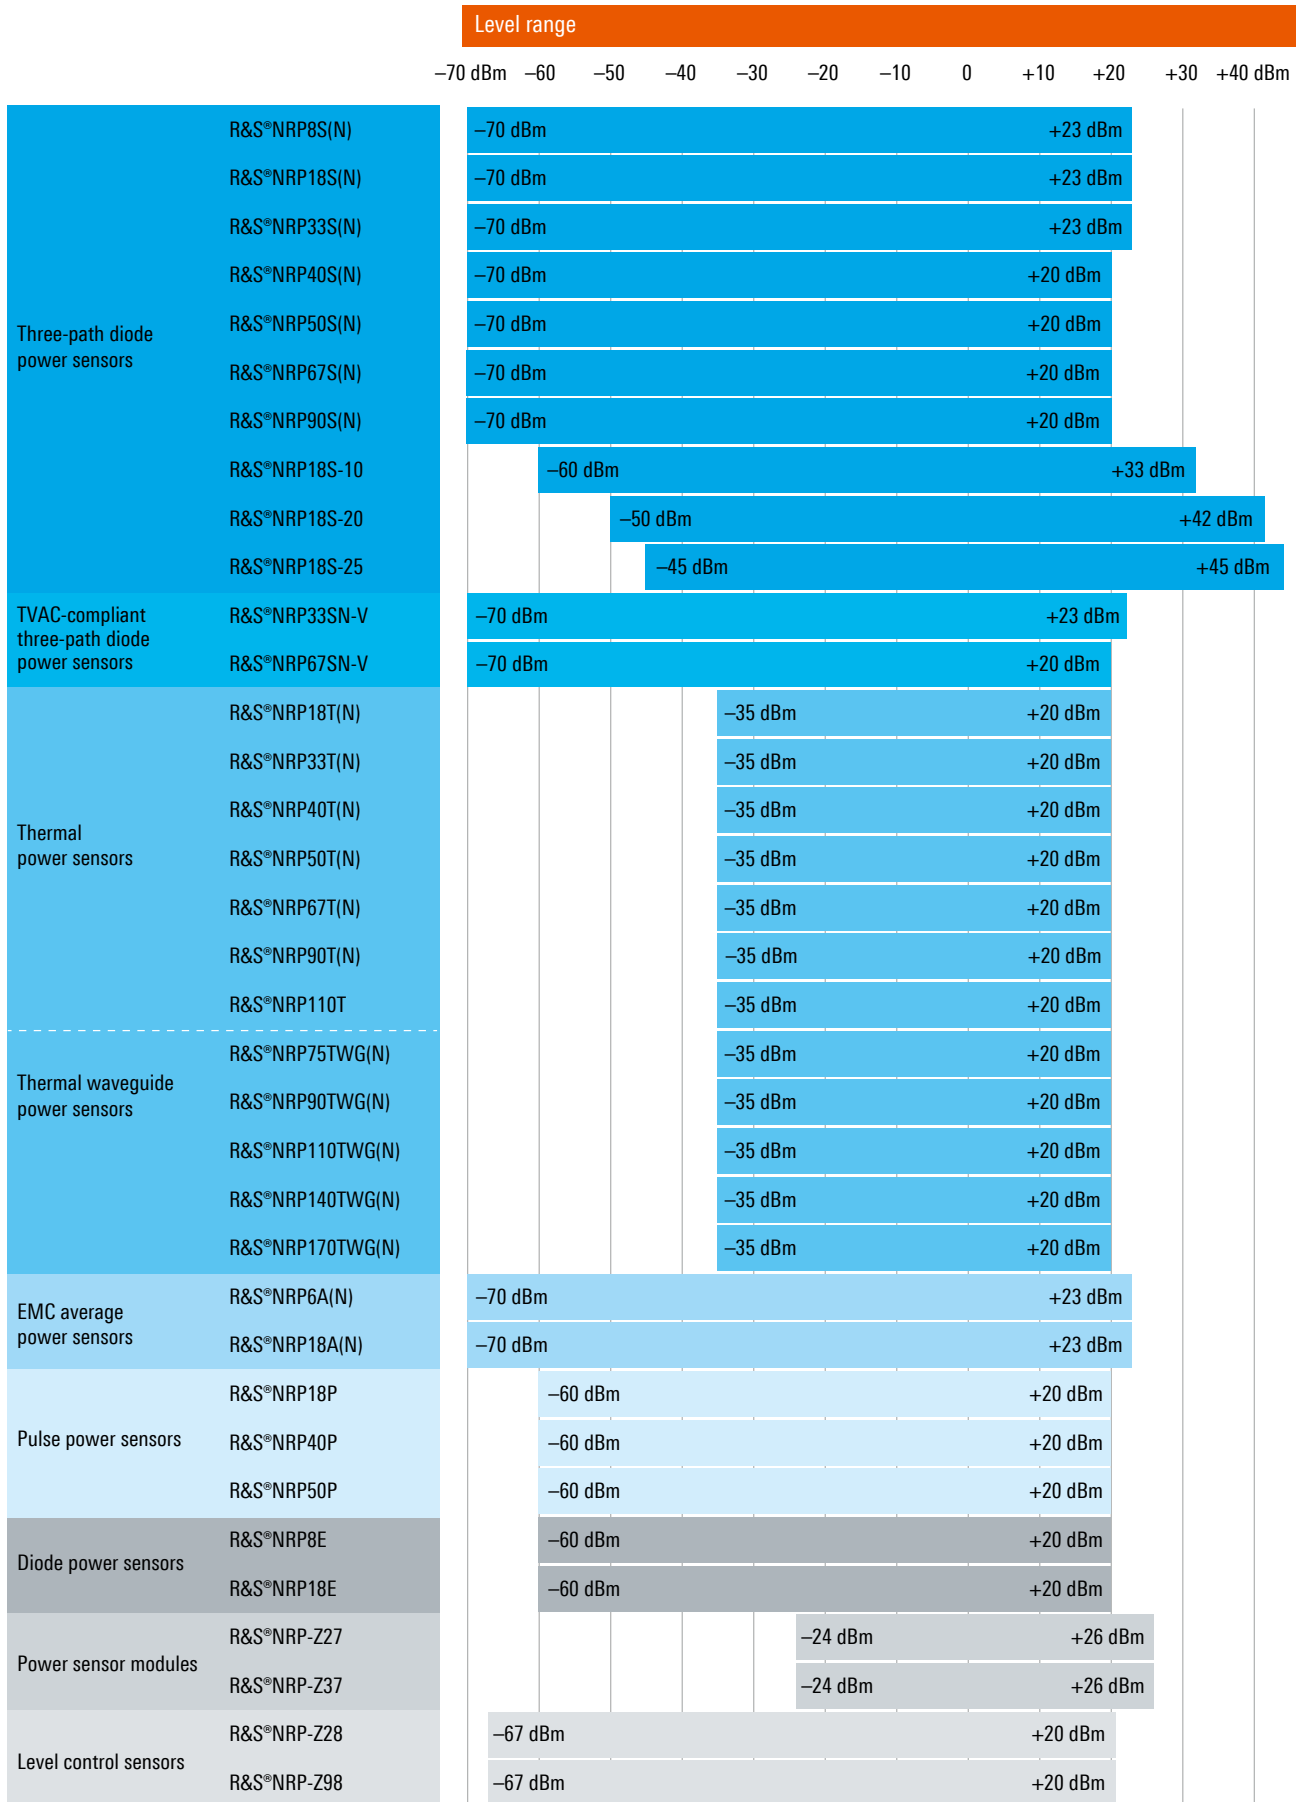 Level range
–70 dBm –60 –50 –40 –30 –20 –10 0 +10 +20 +30 +40 dBm
Three-path diode
power sensors
R&S®NRP8S(N) –70 dBm +23 dBm
R&S®NRP18S(N) –70 dBm +23 dBm
R&S®NRP33S(N) –70 dBm +23 dBm
R&S®NRP40S(N) –70 dBm +20 dBm
R&S®NRP50S(N) –70 dBm +20 dBm
R&S®NRP67S(N) –70 dBm +20 dBm
R&S®NRP90S(N) –70 dBm +20 dBm
R&S®NRP18S-10 –60 dBm +33 dBm
R&S®NRP18S-20 –50 dBm +42 dBm
R&S®NRP18S-25 –45 dBm +45 dBm
TVAC-compliant
three-path diode
power sensors
R&S®NRP33SN-V –70 dBm +23 dBm
R&S®NRP67SN-V –70 dBm +20 dBm
Thermal
power sensors
R&S®NRP18T(N) –35 dBm +20 dBm
R&S®NRP33T(N) –35 dBm +20 dBm
R&S®NRP40T(N) –35 dBm +20 dBm
R&S®NRP50T(N) –35 dBm +20 dBm
R&S®NRP67T(N) –35 dBm +20 dBm
R&S®NRP90T(N) –35 dBm +20 dBm
R&S®NRP110T –35 dBm +20 dBm
Thermal waveguide
power sensors
R&S®NRP75TWG(N) –35 dBm +20 dBm
R&S®NRP90TWG(N) –35 dBm +20 dBm
R&S®NRP110TWG(N) –35 dBm +20 dBm
R&S®NRP140TWG(N) –35 dBm +20 dBm
R&S®NRP170TWG(N) –35 dBm +20 dBm
EMC average
power sensors
R&S®NRP6A(N) –70 dBm +23 dBm
R&S®NRP18A(N) –70 dBm +23 dBm
Pulse power sensors
R&S®NRP18P –60 dBm +20 dBm
R&S®NRP40P –60 dBm +20 dBm
R&S®NRP50P –60 dBm +20 dBm
Diode power sensors
R&S®NRP8E –60 dBm +20 dBm
R&S®NRP18E –60 dBm +20 dBm
Power sensor modules
R&S®NRP-Z27 –24 dBm +26 dBm
R&S®NRP-Z37 –24 dBm +26 dBm
Level control sensors
R&S®NRP-Z28 –67 dBm +20 dBm
R&S®NRP-Z98 –67 dBm +20 dBm